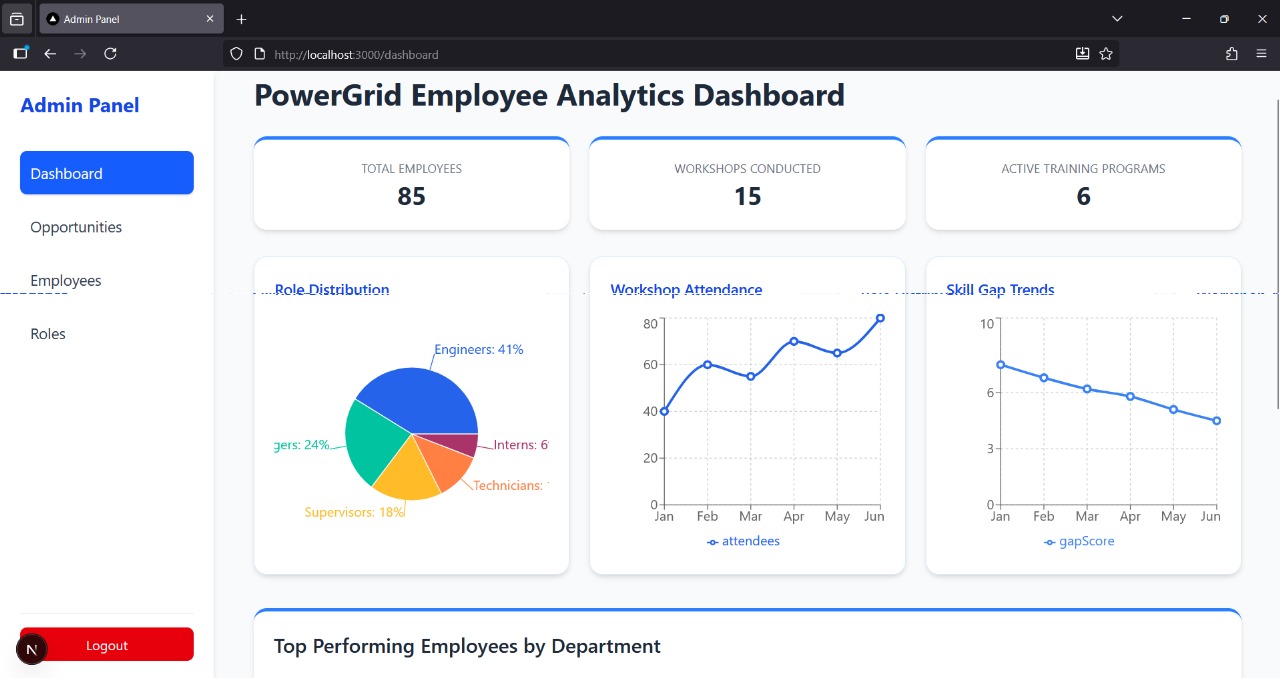 Admin Panel
http://localhost:3000/dashboard
Admin Panel
Dashboard
Opportunities
Employees
Roles
N
Logout
PowerGrid Employee Analytics Dashboard
TOTAL EMPLOYEES
85
WORKSHOPS CONDUCTED
15
ACTIVE TRAINING PROGRAMS
6
Role Distribution
Engineers: 41%
gers: 24%
Interns: 6
Technicians:
Supervisors: 18%
Workshop Attendance
80
60
40
20
0
Jan Feb Mar Apr May Jun
attendees
Skill Gap Trends
10
6
3
0
Jan Feb Mar Apr May Jun
gapScore
Top Performing Employees by Department